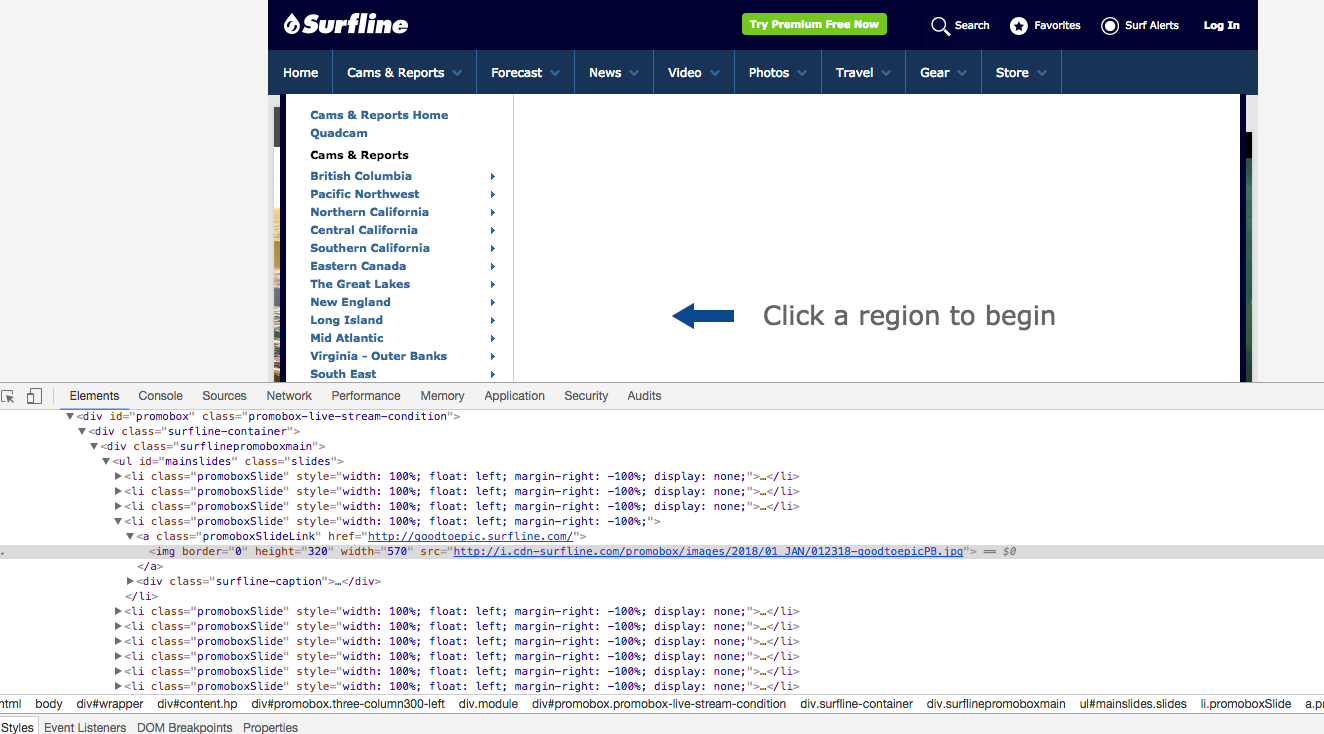 Surfline Try Premium Free Now Search Favorites Surf Alerts Log In
Home Cams & Reports Forecast News Video Photos Travel Gear Store
Cams & Reports Home
Quadcam
Cams & Reports
British Columbia
Pacific Northwest
Northern California
Central California
Southern California
Eastern Canada
The Great Lakes
New England
Long Island
Mid Atlantic
Virginia - Outer Banks
South East
Click a region to begin
Elements Console Sources Network Performance Memory Application Security Audits
▼<div id="promobox" class="promobox-live-stream-condition">
▼<div class="surfline-container">
▼<div class="surflinepromoboxmain">
▼<ul id="mainslides" class="slides">
▶<li class="promoboxSlide" style="width: 100%; float: left; margin-right: -100%; display: none;">…</li>
▶<li class="promoboxSlide" style="width: 100%; float: left; margin-right: -100%; display: none;">…</li>
▶<li class="promoboxSlide" style="width: 100%; float: left; margin-right: -100%; display: none;">…</li>
▼<li class="promoboxSlide" style="width: 100%; float: left; margin-right: -100%;">
▼<a class="promoboxSlideLink" href="http://goodtoepic.surfline.com/">
<img border="0" height="320" width="570" src="http://i.cdn-surfline.com/promobox/images/2018/01_JAN/012318-goodtoepicPB.jpg"> == $0
</a>
▶<div class="surfline-caption">…</div>
</li>
▶<li class="promoboxSlide" style="width: 100%; float: left; margin-right: -100%; display: none;">…</li>
▶<li class="promoboxSlide" style="width: 100%; float: left; margin-right: -100%; display: none;">…</li>
▶<li class="promoboxSlide" style="width: 100%; float: left; margin-right: -100%; display: none;">…</li>
▶<li class="promoboxSlide" style="width: 100%; float: left; margin-right: -100%; display: none;">…</li>
▶<li class="promoboxSlide" style="width: 100%; float: left; margin-right: -100%; display: none;">…</li>
▶<li class="promoboxSlide" style="width: 100%; float: left; margin-right: -100%; display: none;">…</li>
html body div#wrapper div#content.hp div#promobox.three-column300-left div.module div#promobox.promobox-live-stream-condition div.surfline-container div.surflinepromoboxmain ul#mainslides.slides li.promoboxSlide a.pr
Styles Event Listeners DOM Breakpoints Properties